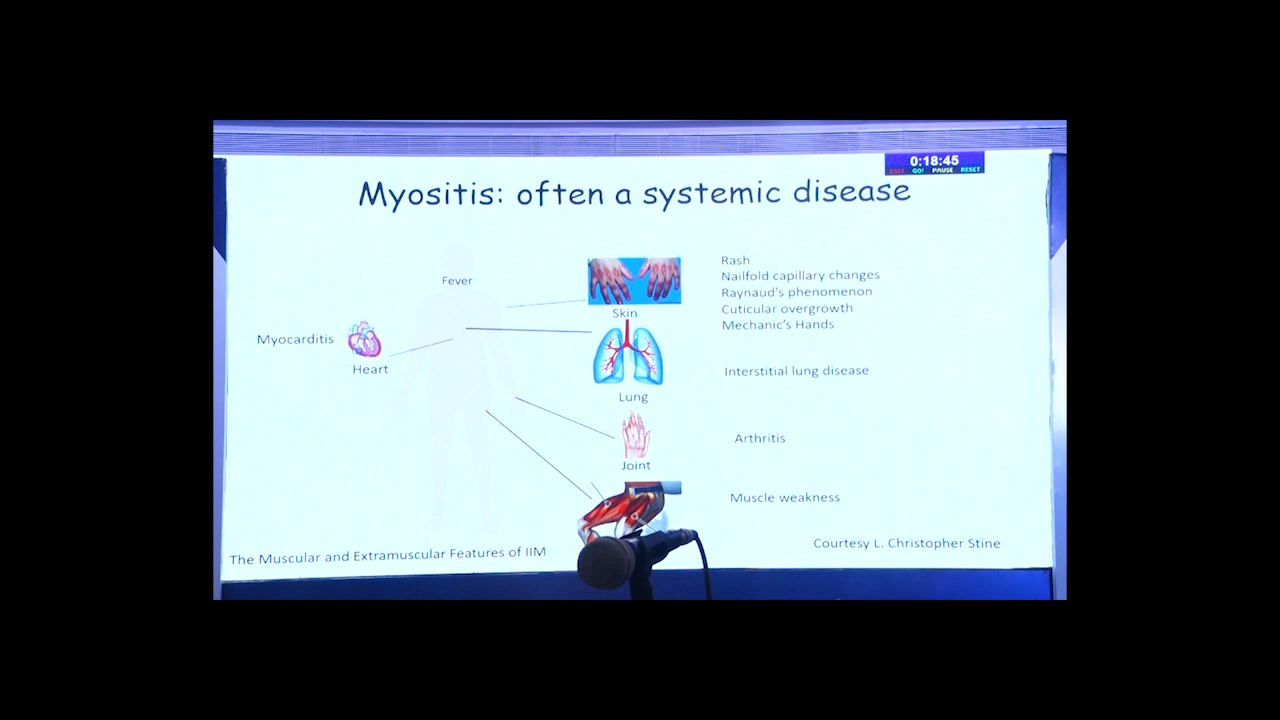 0:18:45
EXIT GO! PAUSE RESET
Myositis: often a systemic disease
Fever
Myocarditis
Heart
Skin
Rash
Nailfold capillary changes
Raynaud's phenomenon
Cuticular overgrowth
Mechanic's Hands
Lung
Interstitial lung disease
Joint
Arthritis
Muscle weakness
The Muscular and Extramuscular Features of IIM
Courtesy L. Christopher Stine